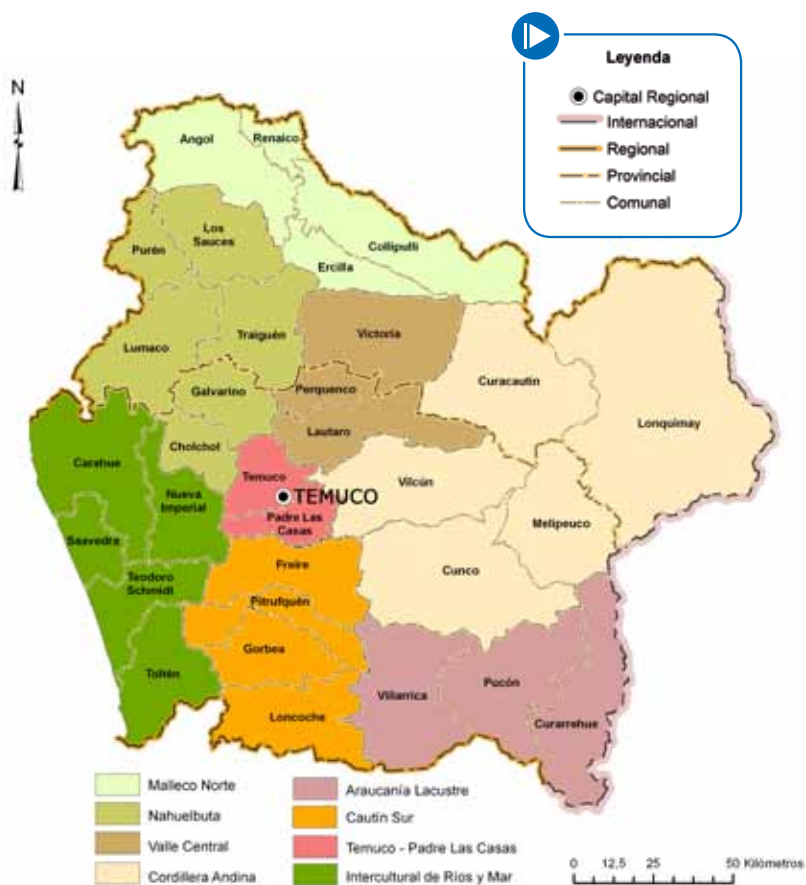 Leyenda
Capital Regional
Internacional
Regional
Provincial
Comunal
N
Angol
Renaico
Collipulli
Ercilla
Los
Sauces
Purén
Lumaco
Traiguén
Victoria
Curacautín
Lonquimay
Galvarino
Perquenco
Lautaro
Cholchol
Carahue
Temuco
TEMUCO
Vilcún
Melipeuco
Nueva
Imperial
Padre Las
Casas
Saavedra
Teodoro
Schmidt
Freire
Cunco
Pitrufquén
Gorbea
Toltén
Loncoche
Villarrica
Pucón
Curarrehue
Malleco Norte
Nahuelbuta
Valle Central
Cordillera Andina
Araucanía Lacustre
Cautín Sur
Temuco - Padre Las Casas
Intercultural de Ríos y Mar
0 12,5 25 50 Kilómetros